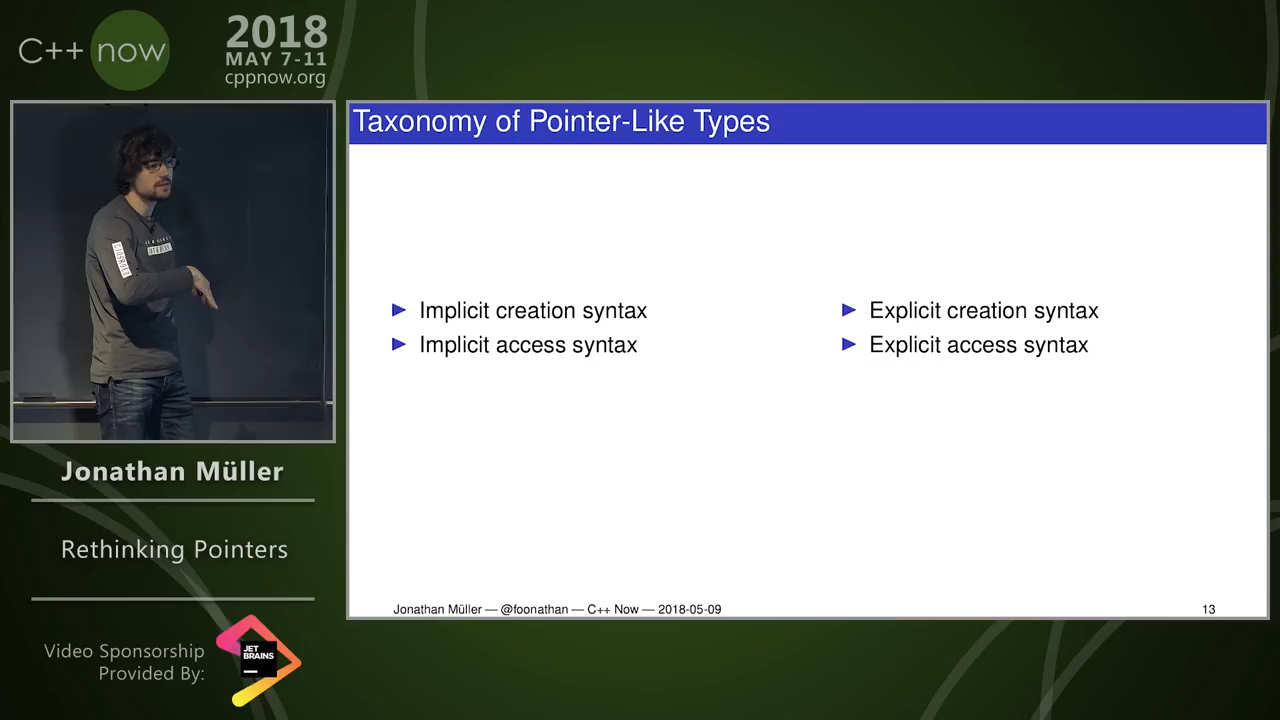 C++ now
2018
MAY 7-11
cppnow.org
Taxonomy of Pointer-Like Types
Implicit creation syntax
Implicit access syntax
Explicit creation syntax
Explicit access syntax
Jonathan Müller — @foonathan — C++ Now — 2018-05-09
13
Jonathan Müller
Rethinking Pointers
Video Sponsorship
Provided By:
JET
BRAINS